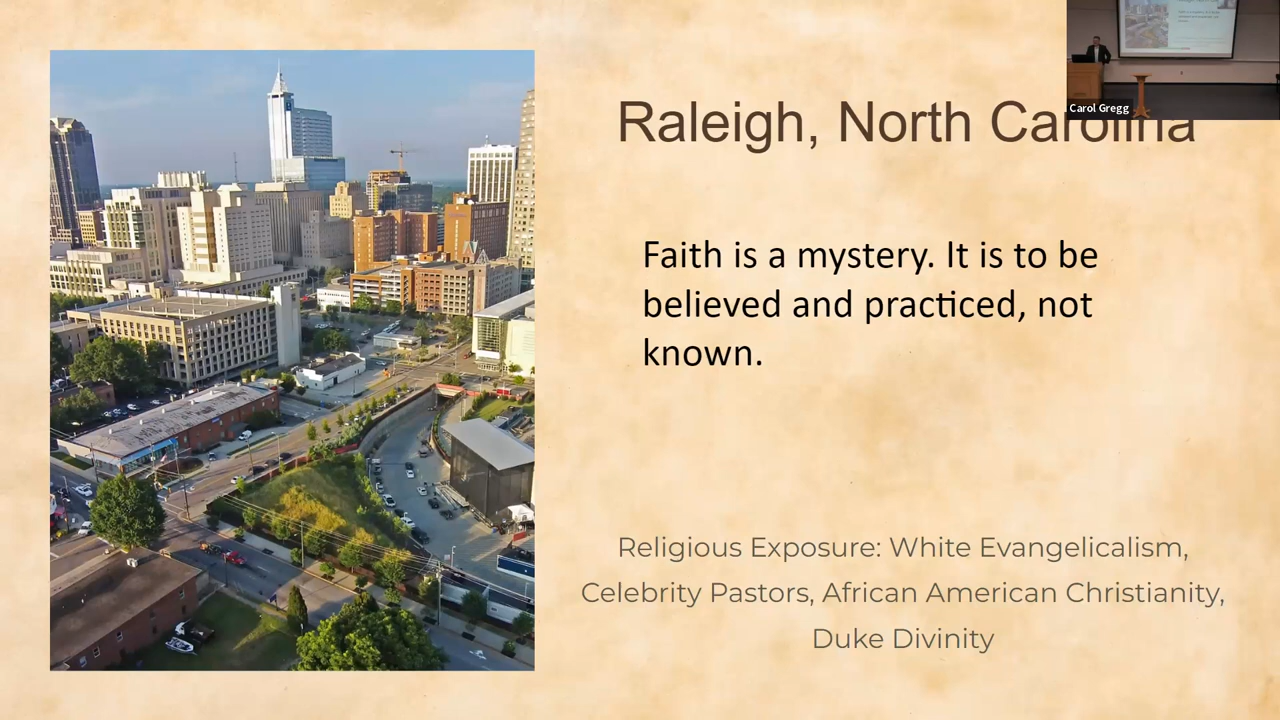 Raleigh, North Carolina
Carol Gregg
Faith is a mystery. It is to be
believed and practiced, not
known.
Religious Exposure: White Evangelicalism,
Celebrity Pastors, African American Christianity,
Duke Divinity